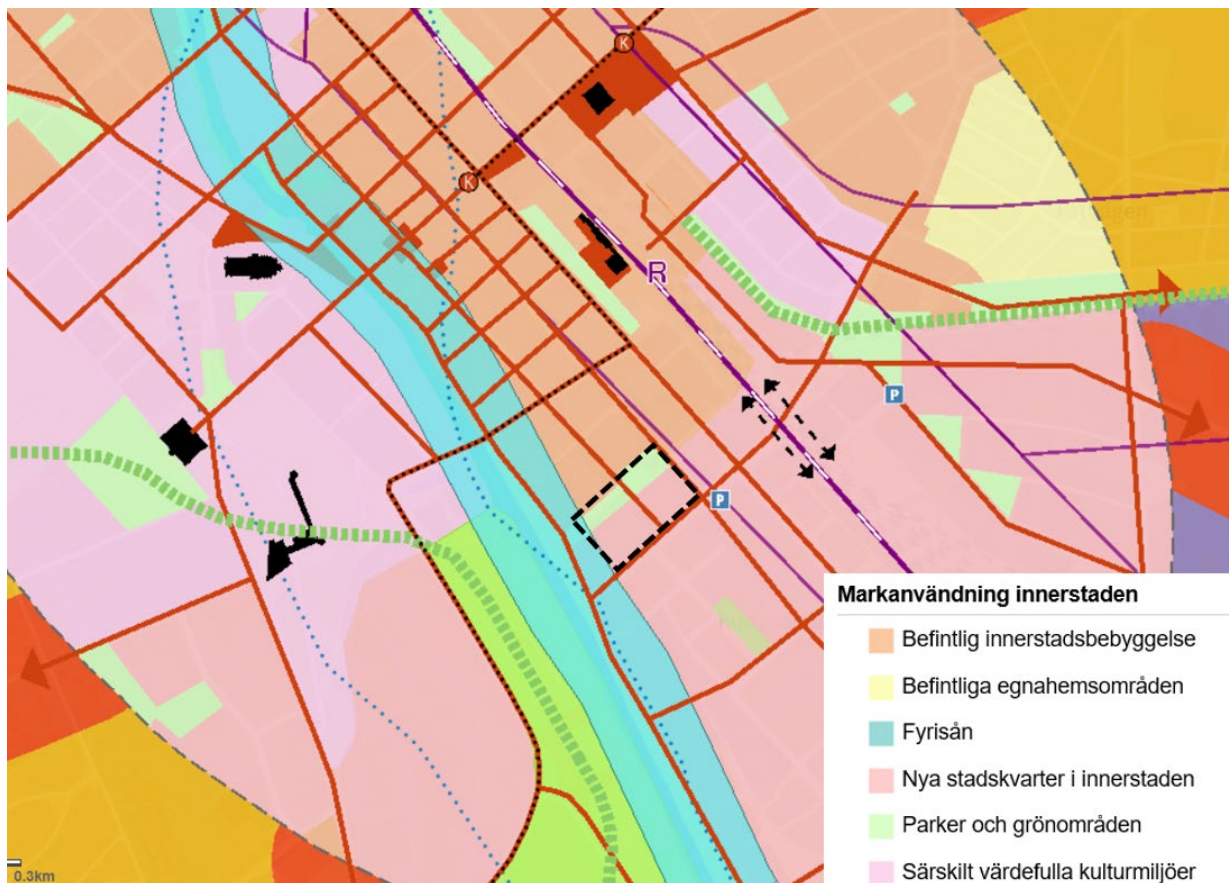 K
K
R
P
P
Markanvändning innerstaden
Befintlig innerstadsbebyggelse
Befintliga egnahemsområden
Fyrisån
Nya stadskvarter i innerstaden
Parker och grönområden
Särskilt värdefulla kulturmiljöer
0.3km